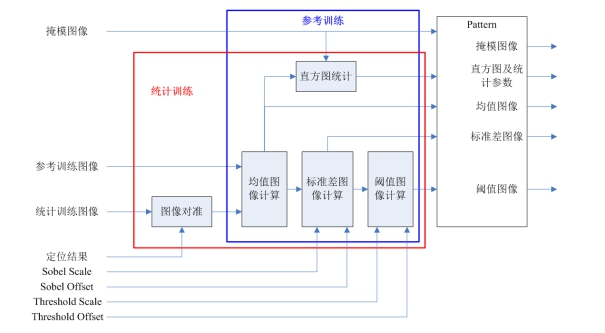 参考训练
Pattern
掩模图像
掩模图像
统计训练
直方图统计
直方图及统
计参数
均值图像
标准差图像
参考训练图像
均值图
像计算
标准差图
像计算
阈值图
像计算
阈值图像
统计训练图像
图像对准
定位结果
Sobel Scale
Sobel Offset
Threshold Scale
Threshold Offset